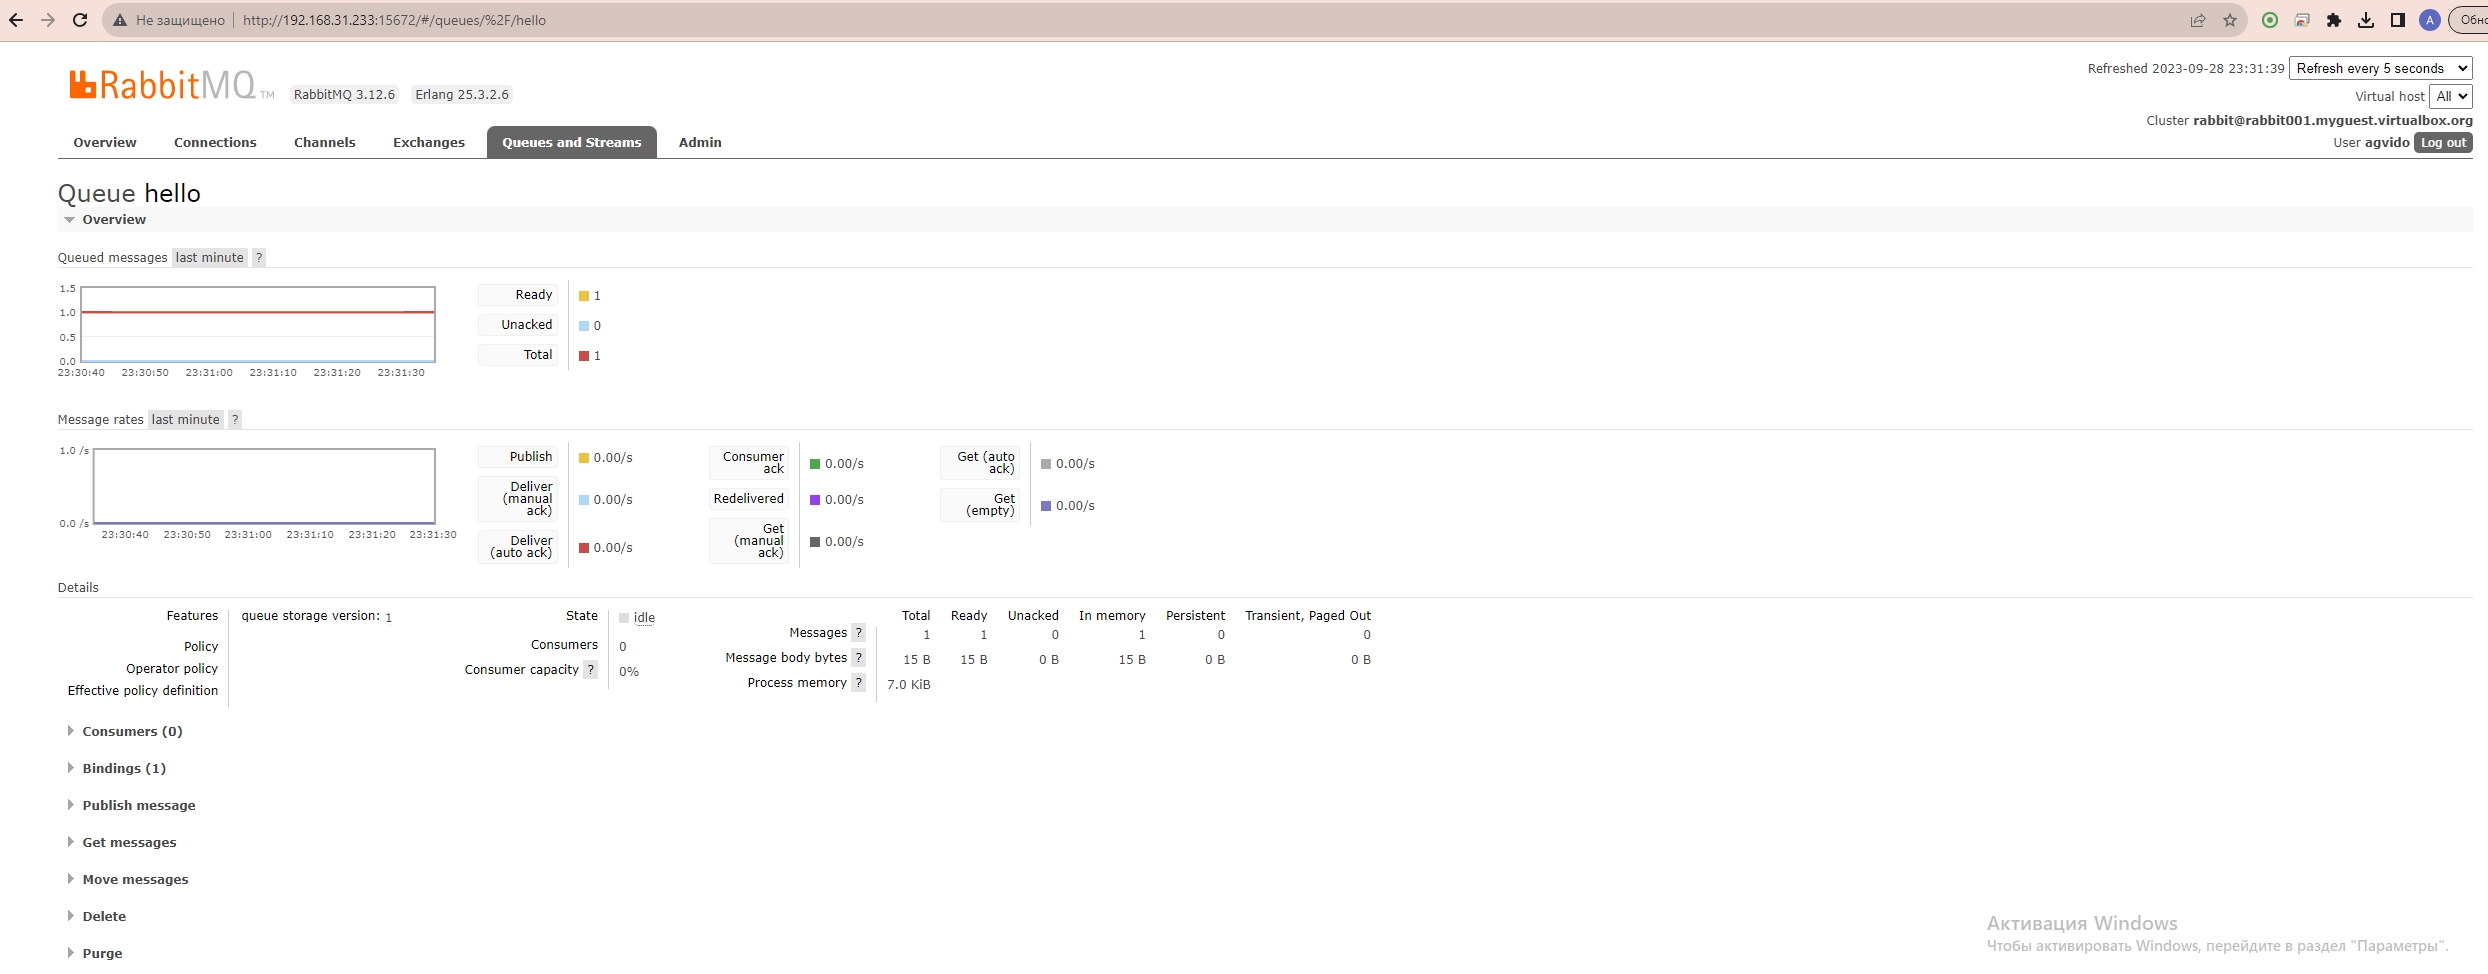 Не защищено
http://192.168.31.233:15672/#/queues/%2F/hello
A
Обно
RabbitMQ TM
RabbitMQ 3.12.6
Erlang 25.3.2.6
Refreshed 2023-09-28 23:31:39
Refresh every 5 seconds
Virtual host
All
Cluster rabbit@rabbit001.myguest.virtualbox.org
User agvido
Log out
Overview
Connections
Channels
Exchanges
Queues and Streams
Admin
Queue hello
Overview
Queued messages last minute ?
1.5
1.0
0.5
0.0
23:30:40 23:30:50 23:31:00 23:31:10 23:31:20 23:31:30
Ready 1
Unacked 0
Total 1
Message rates last minute ?
1.0 /s
0.0 /s
23:30:40 23:30:50 23:31:00 23:31:10 23:31:20 23:31:30
Publish 0.00/s
Deliver
(manual 0.00/s
ack)
Deliver
(auto ack) 0.00/s
Consumer
ack 0.00/s
Redelivered 0.00/s
Get
(manual 0.00/s
ack)
Get (auto
ack) 0.00/s
Get
(empty) 0.00/s
Details
Features queue storage version: 1
Policy
Operator policy
Effective policy definition
State idle
Consumers 0
Consumer capacity ? 0%
Total Ready Unacked In memory Persistent Transient, Paged Out
Messages ? 1 1 0 1 0 0
Message body bytes ? 15 B 15 B 0 B 15 B 0 B 0 B
Process memory ? 7.0 KiB
Consumers (0)
Bindings (1)
Publish message
Get messages
Move messages
Delete
Purge
Активация Windows
Чтобы активировать Windows, перейдите в раздел "Параметры".